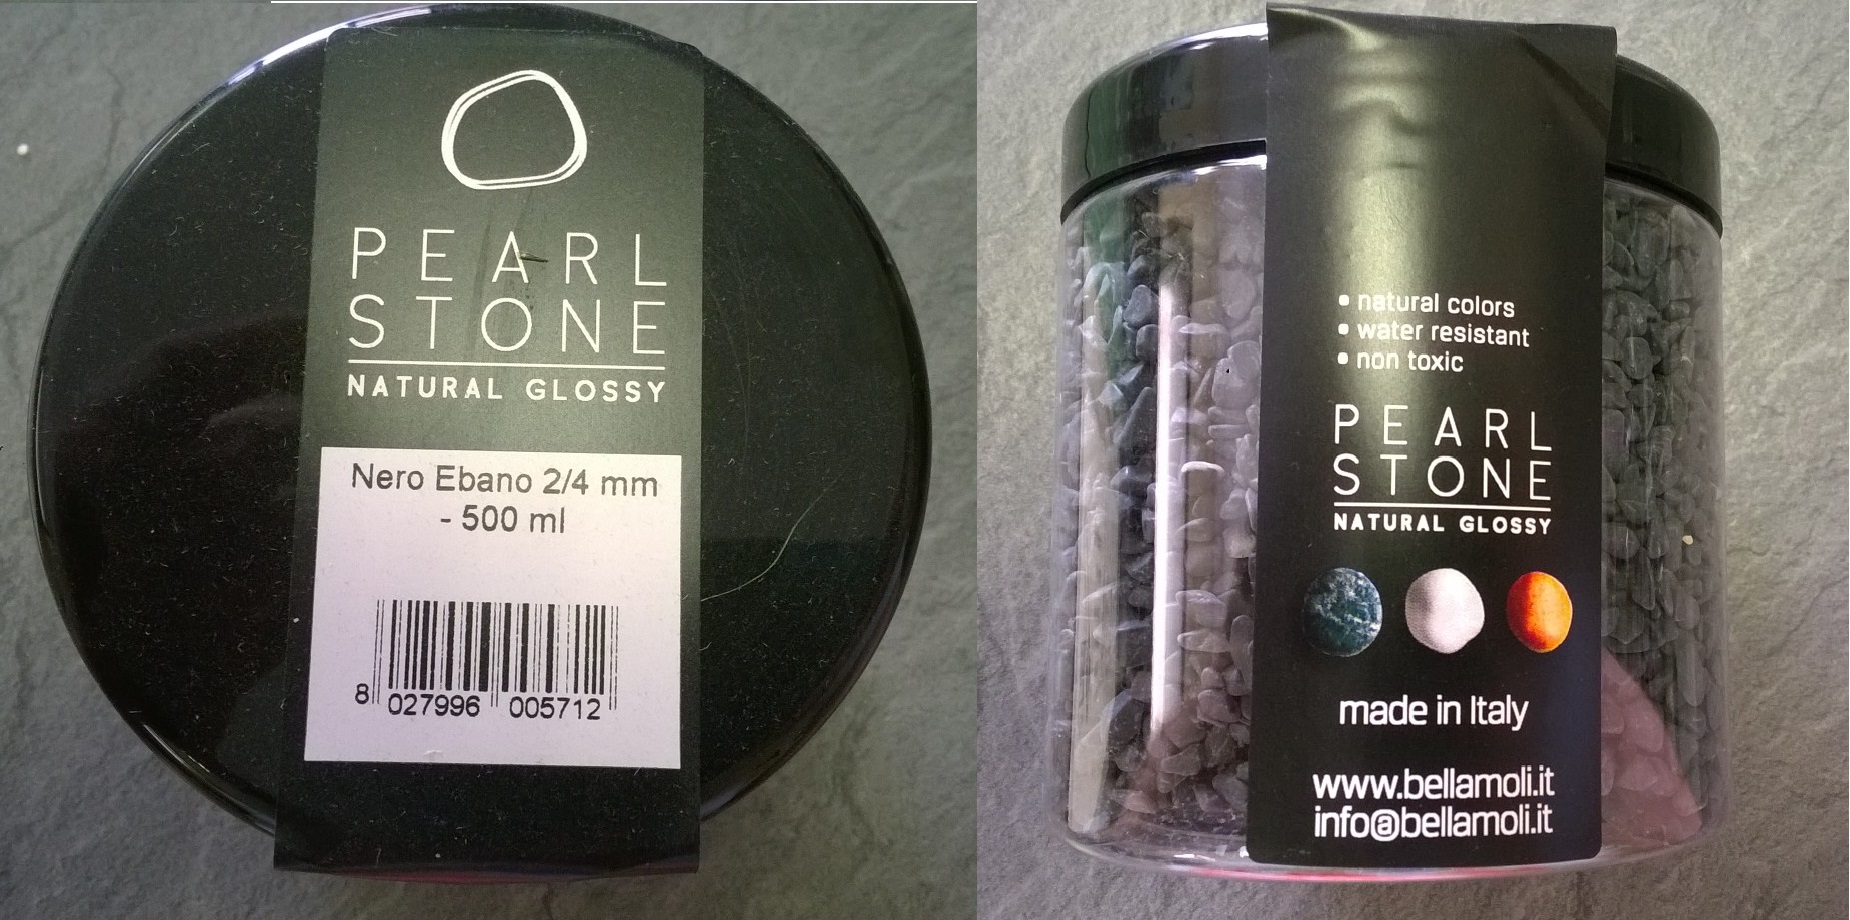 PEARL
STONE
NATURAL GLOSSY
Nero Ebano 2/4 mm
- 500 ml
8 027996 005712
• natural colors
• water resistant
• non toxic
PEARL
STONE
NATURAL GLOSSY
made in Italy
www.bellamoli.it
info@bellamoli.it